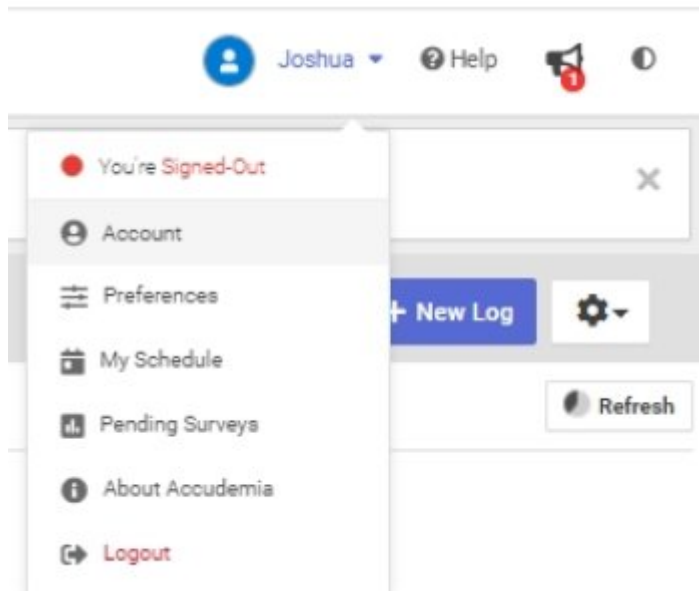 Joshua Help 1
You're Signed-Out
Account
Preferences
+ New Log
My Schedule
Refresh
Pending Surveys
About Accudemia
Logout